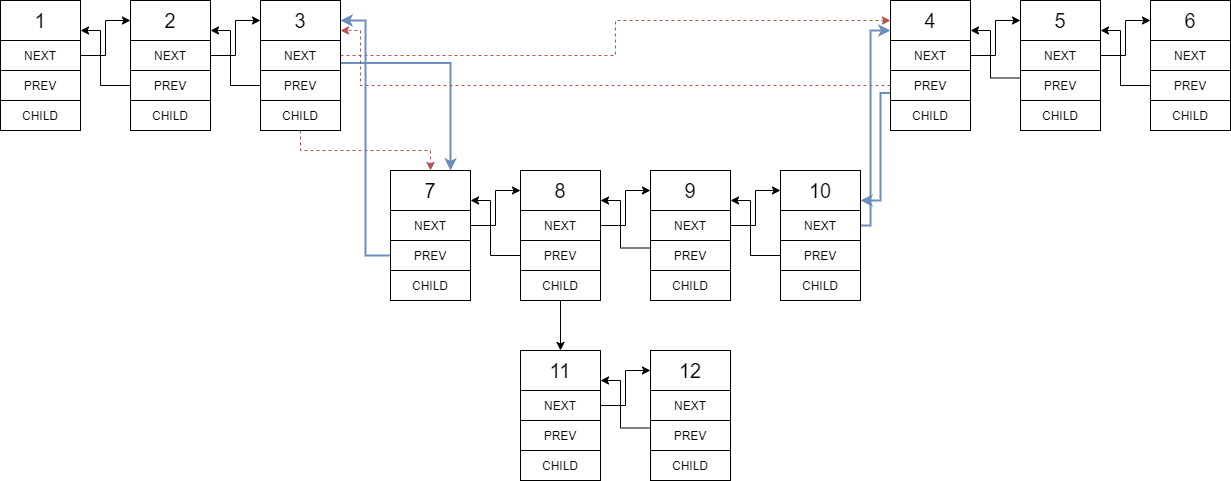 1 2 3 4 5 6
NEXT NEXT NEXT NEXT NEXT NEXT
PREV PREV PREV PREV PREV PREV
CHILD CHILD CHILD CHILD CHILD CHILD
7 8 9 10
NEXT NEXT NEXT NEXT
PREV PREV PREV PREV
CHILD CHILD CHILD CHILD
11 12
NEXT NEXT
PREV PREV
CHILD CHILD